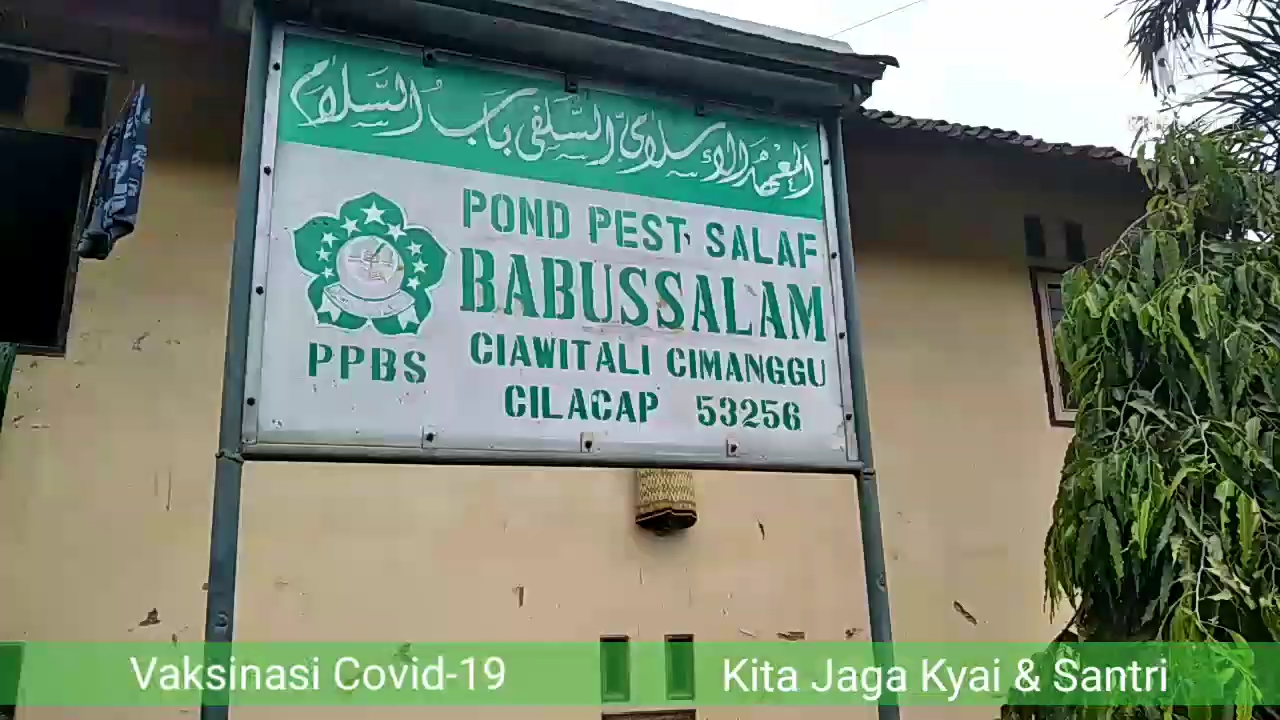 المعهد الإسلامي السلفي باب السلام
POND PEST SALAF
BABUSSALAM
PPBS
CIAWITALI CIMANGGU
CILACAP 53256
Vaksinasi Covid-19
Kita Jaga Kyai & Santri